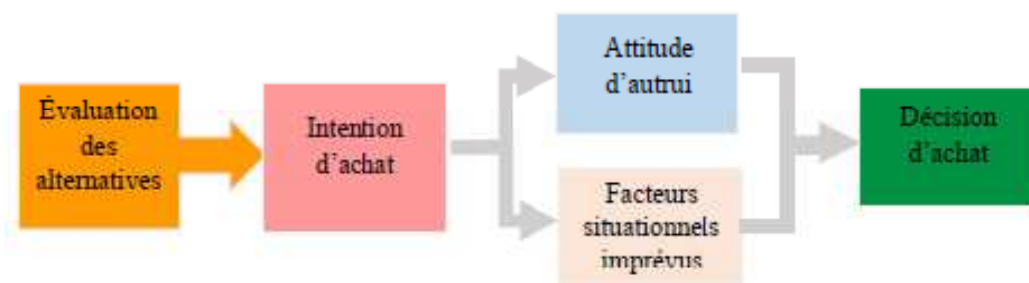 Évaluation
des
alternatives
Intention
d’achat
Attitude
d’autrui
Facteurs
situationnels
imprévus
Décision
d’achat